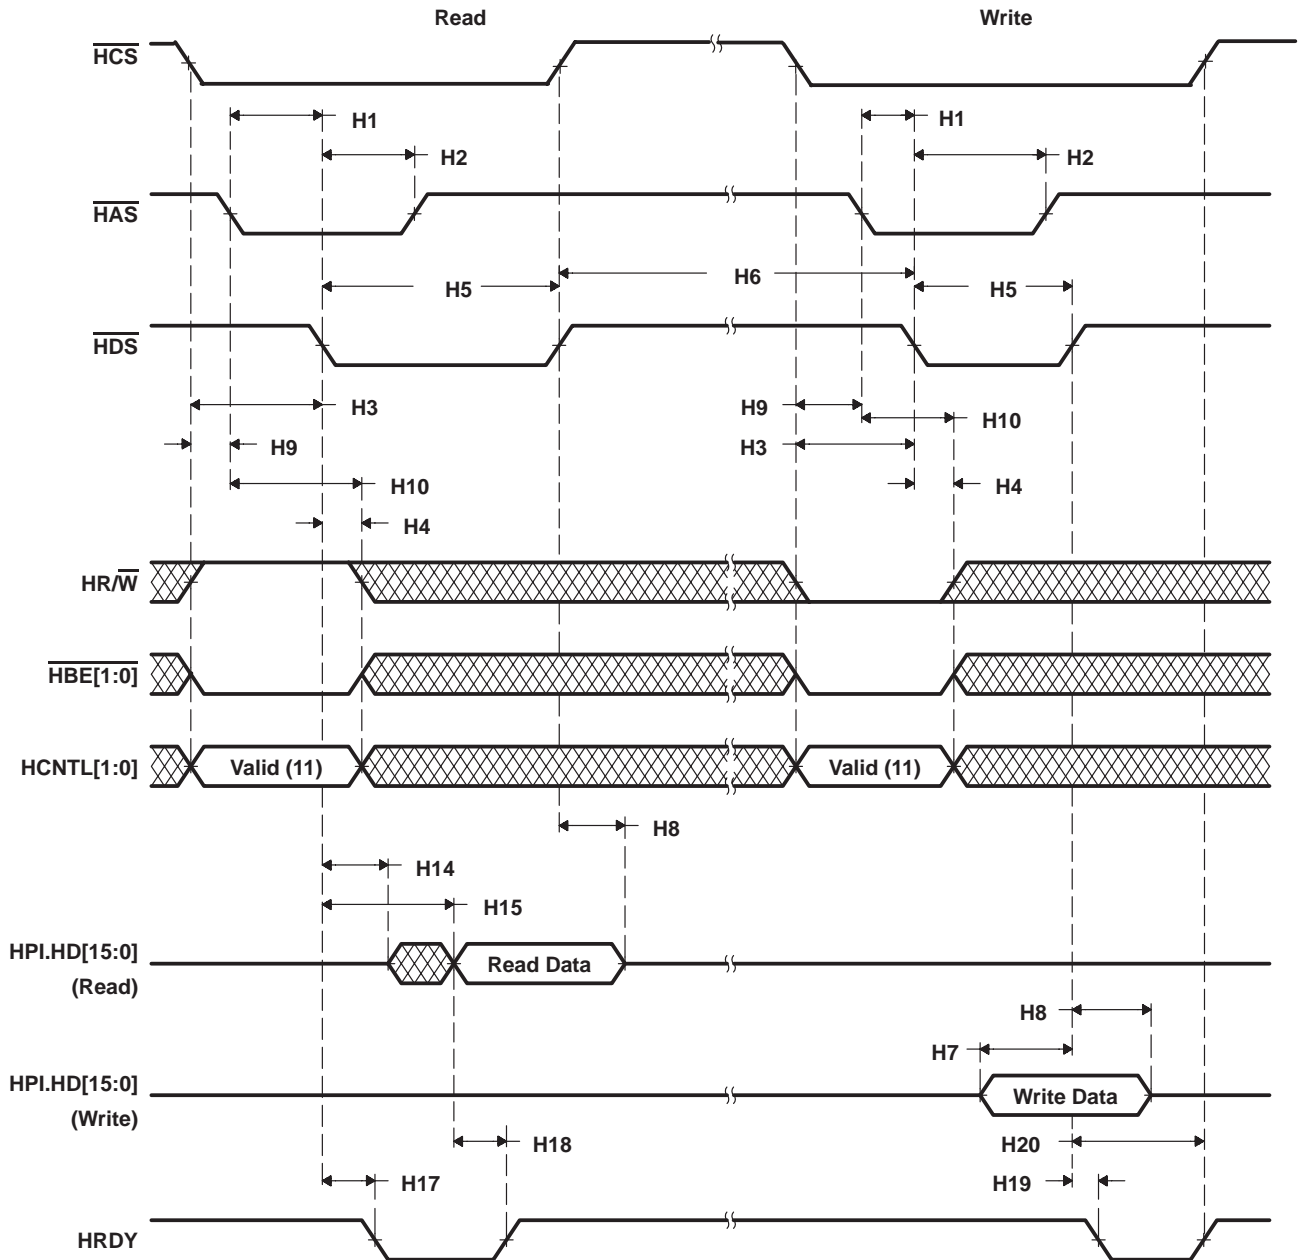 Read Write
HCS
H1 H1
H2 H2
HAS
H6
H5 H5
HDS
H3 H9
H10
H9 H3
H10 H4
H4
HR/W
HBE[1:0]
HCNTL[1:0] Valid (11) Valid (11)
H8
H14
H15
HPI.HD[15:0] Read Data
(Read)
H8
H7
HPI.HD[15:0] Write Data
(Write)
H18 H20
H17 H19
HRDY